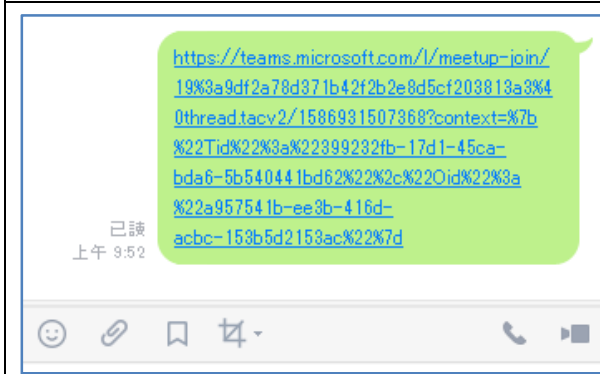 https://teams.microsoft.com/l/meetup-join/
19%3a9df2a78d371b42f2b2e8d5cf203813a3%4
0thread.tacv2/1586931507368?context=%7b
%22Tid%22%3a%22399232fb-17d1-45ca-
bda6-5b540441bd62%22%2c%22Oid%22%3a
%22a957541b-ee3b-416d-
acbc-153b5d2153ac%22%7d
已讀
上午 9:52